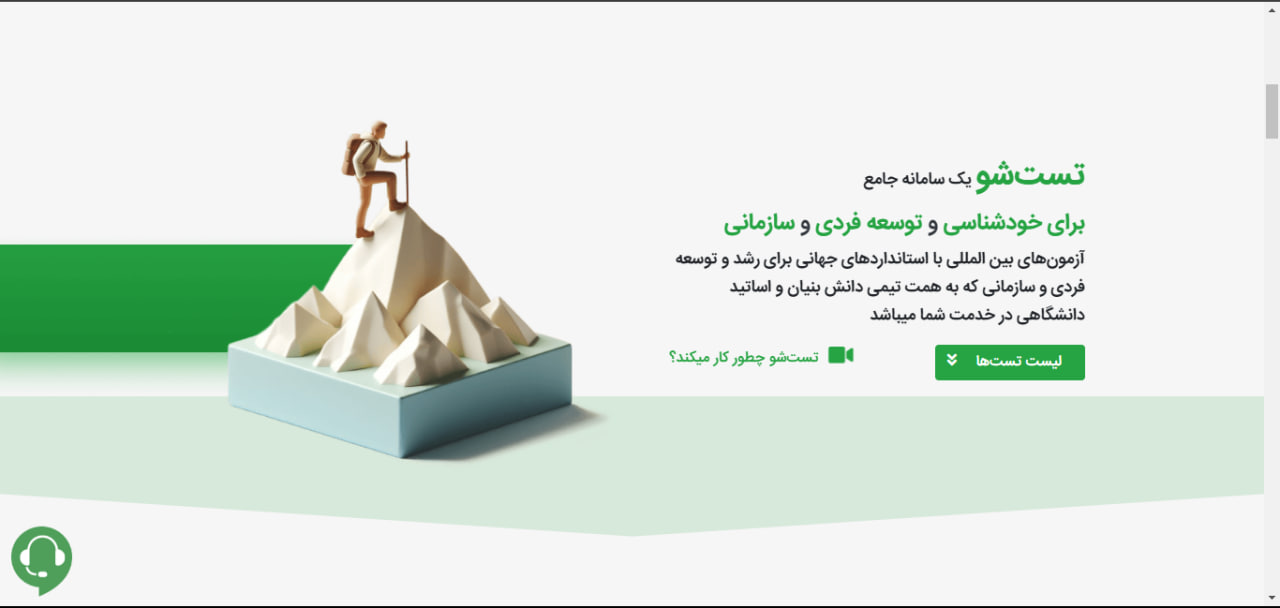 تست‌شو یک سامانه جامع
برای خودشناسی و توسعه فردی و سازمانی
آزمون‌های بین المللی با استانداردهای جهانی برای رشد و توسعه
فردی و سازمانی که به همت تیمی دانش بنیان و اساتید
دانشگاهی در خدمت شما میباشد
لیست تست‌ها
تست‌شو چطور کار میکند؟